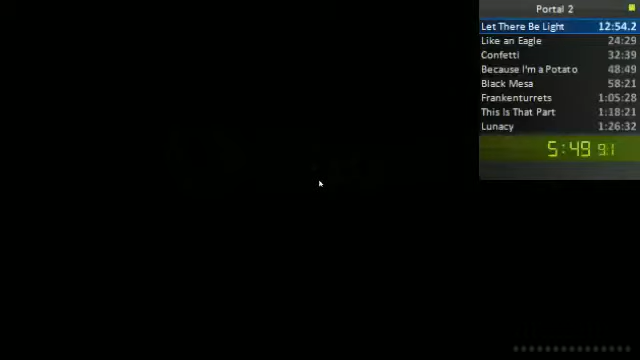 Portal 2
Let There Be Light 12:54.2
Like an Eagle 24:29
Confetti 32:39
Because I'm a Potato 48:49
Black Mesa 58:21
Frankenturrets 1:05:28
This Is That Part 1:18:21
Lunacy 1:26:32
5:49 91